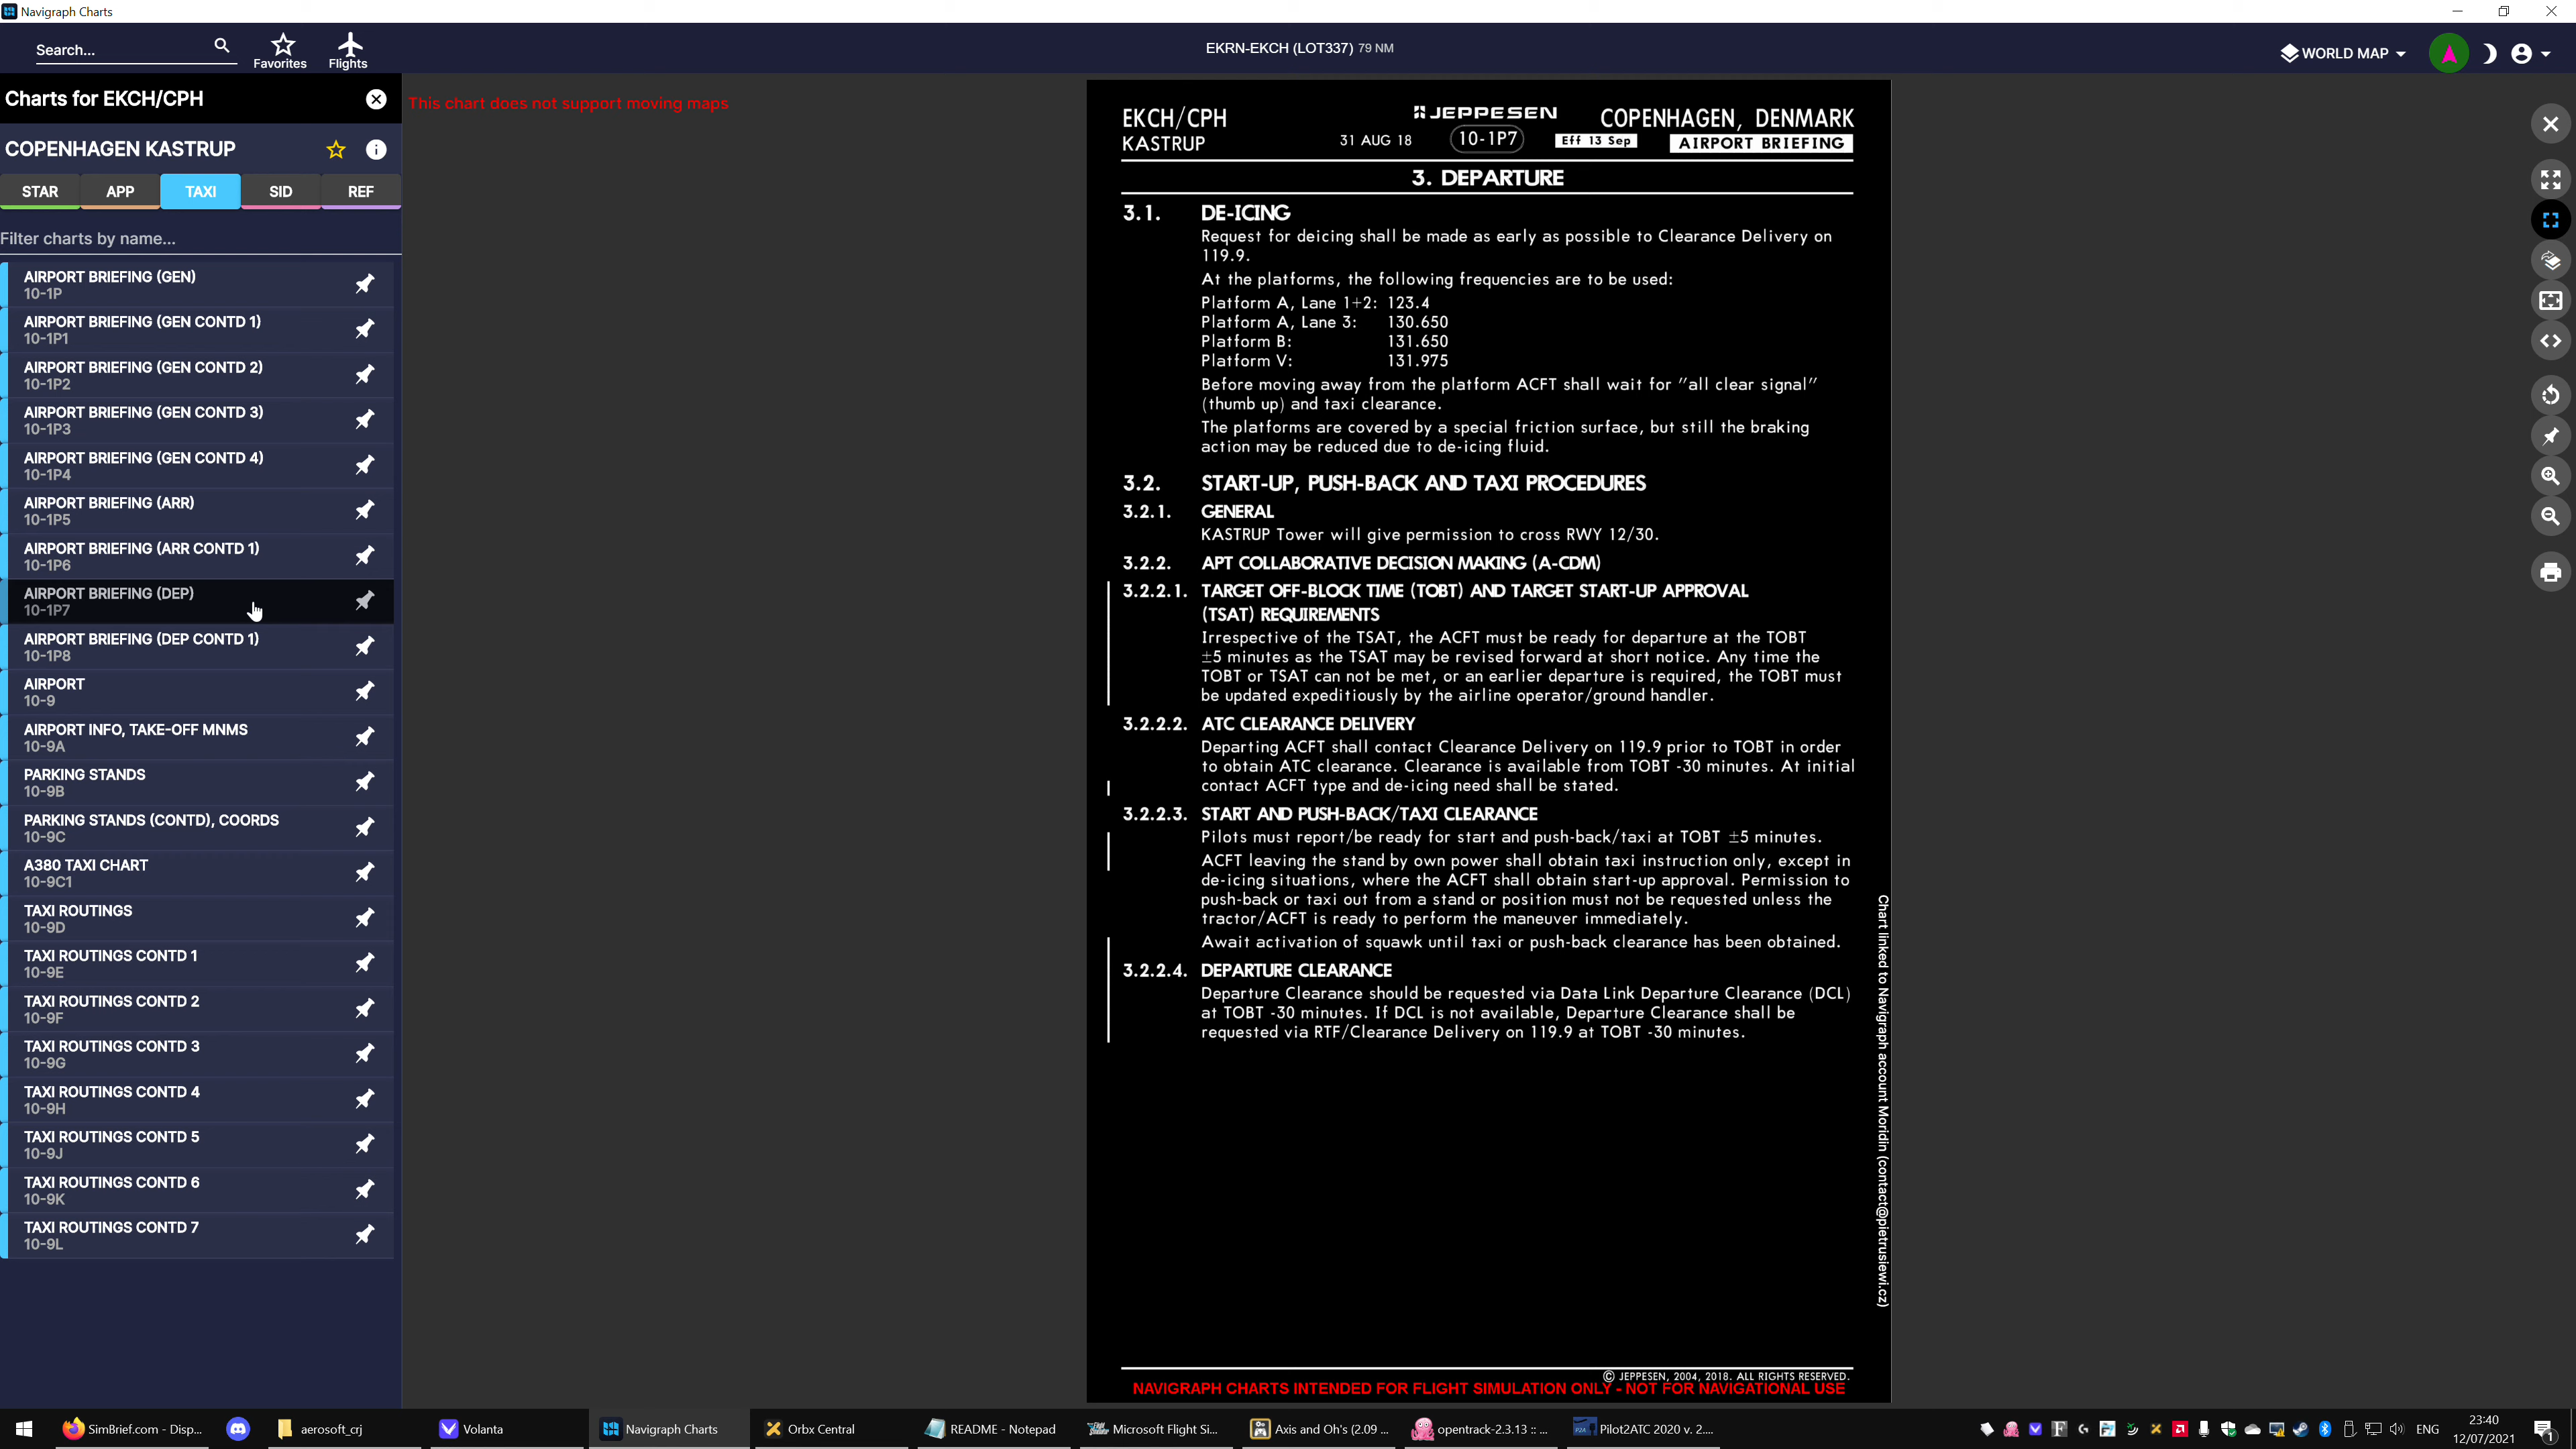 Navigraph Charts
Search...
Favorites
Flights
EKRN-EKCH (LOT337) 79 NM
WORLD MAP
Charts for EKCH/CPH
This chart does not support moving maps
COPENHAGEN KASTRUP
STAR APP TAXI SID REF
Filter charts by name...
AIRPORT BRIEFING (GEN)
10-1P
AIRPORT BRIEFING (GEN CONTD 1)
10-1P1
AIRPORT BRIEFING (GEN CONTD 2)
10-1P2
AIRPORT BRIEFING (GEN CONTD 3)
10-1P3
AIRPORT BRIEFING (GEN CONTD 4)
10-1P4
AIRPORT BRIEFING (ARR)
10-1P5
AIRPORT BRIEFING (ARR CONTD 1)
10-1P6
AIRPORT BRIEFING (DEP)
10-1P7
AIRPORT BRIEFING (DEP CONTD 1)
10-1P8
AIRPORT
10-9
AIRPORT INFO, TAKE-OFF MNMS
10-9A
PARKING STANDS
10-9B
PARKING STANDS (CONTD), COORDS
10-9C
A380 TAXI CHART
10-9C1
TAXI ROUTINGS
10-9D
TAXI ROUTINGS CONTD 1
10-9E
TAXI ROUTINGS CONTD 2
10-9F
TAXI ROUTINGS CONTD 3
10-9G
TAXI ROUTINGS CONTD 4
10-9H
TAXI ROUTINGS CONTD 5
10-9J
TAXI ROUTINGS CONTD 6
10-9K
TAXI ROUTINGS CONTD 7
10-9L
EKCH/CPH JEPPESEN COPENHAGEN, DENMARK
KASTRUP 31 AUG 18 10-1P7 Eff 13 Sep AIRPORT BRIEFING
3. DEPARTURE
3.1. DE-ICING
Request for deicing shall be made as early as possible to Clearance Delivery on
119.9.
At the platforms, the following frequencies are to be used:
Platform A, Lane 1+2: 123.4
Platform A, Lane 3: 130.650
Platform B: 131.650
Platform V: 131.975
Before moving away from the platform ACFT shall wait for "all clear signal"
(thumb up) and taxi clearance.
The platforms are covered by a special friction surface, but still the braking
action may be reduced due to de-icing fluid.
3.2. START-UP, PUSH-BACK AND TAXI PROCEDURES
3.2.1. GENERAL
KASTRUP Tower will give permission to cross RWY 12/30.
3.2.2. APT COLLABORATIVE DECISION MAKING (A-CDM)
3.2.2.1. TARGET OFF-BLOCK TIME (TOBT) AND TARGET START-UP APPROVAL
(TSAT) REQUIREMENTS
Irrespective of the TSAT, the ACFT must be ready for departure at the TOBT
±5 minutes as the TSAT may be revised forward at short notice. Any time the
TOBT or TSAT can not be met, or an earlier departure is required, the TOBT must
be updated expeditiously by the airline operator/ground handler.
3.2.2.2. ATC CLEARANCE DELIVERY
Departing ACFT shall contact Clearance Delivery on 119.9 prior to TOBT in order
to obtain ATC clearance. Clearance is available from TOBT -30 minutes. At initial
contact ACFT type and de-icing need shall be stated.
3.2.2.3. START AND PUSH-BACK/TAXI CLEARANCE
Pilots must report/be ready for start and push-back/taxi at TOBT ±5 minutes.
ACFT leaving the stand by own power shall obtain taxi instruction only, except in
de-icing situations, where the ACFT shall obtain start-up approval. Permission to
push-back or taxi out from a stand or position must not be requested unless the
tractor/ACFT is ready to perform the maneuver immediately.
Await activation of squawk until taxi or push-back clearance has been obtained.
3.2.2.4. DEPARTURE CLEARANCE
Departure Clearance should be requested via Data Link Departure Clearance (DCL)
at TOBT -30 minutes. If DCL is not available, Departure Clearance shall be
requested via RTF/Clearance Delivery on 119.9 at TOBT -30 minutes.
Chart linked to Navigraph account Moridin (contact@pietrusiewi.cz)
© JEPPESEN, 2004, 2018. ALL RIGHTS RESERVED.
NAVIGRAPH CHARTS INTENDED FOR FLIGHT SIMULATION ONLY - NOT FOR NAVIGATIONAL USE
SimBrief.com - Disp...
aerosoft_crj
Volanta
Navigraph Charts
Orbx Central
README - Notepad
Microsoft Flight Si...
Axis and Oh's (2.09 ...
opentrack-2.3.13 :: ...
Pilot2ATC 2020 v. 2....
ENG
23:40
12/07/2021
1